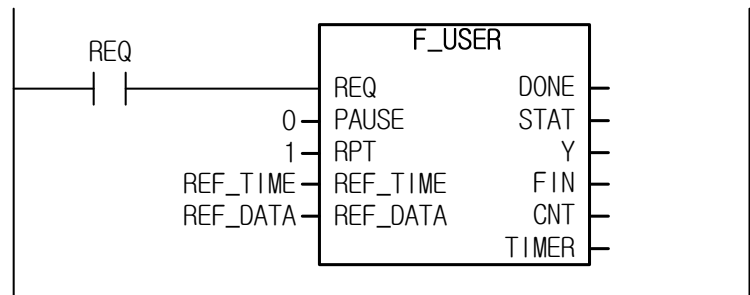 F_USER
REQ
REQ DONE
0 PAUSE STAT
1 RPT Y
REF_TIME REF_TIME FIN
REF_DATA REF_DATA CNT
TIMER